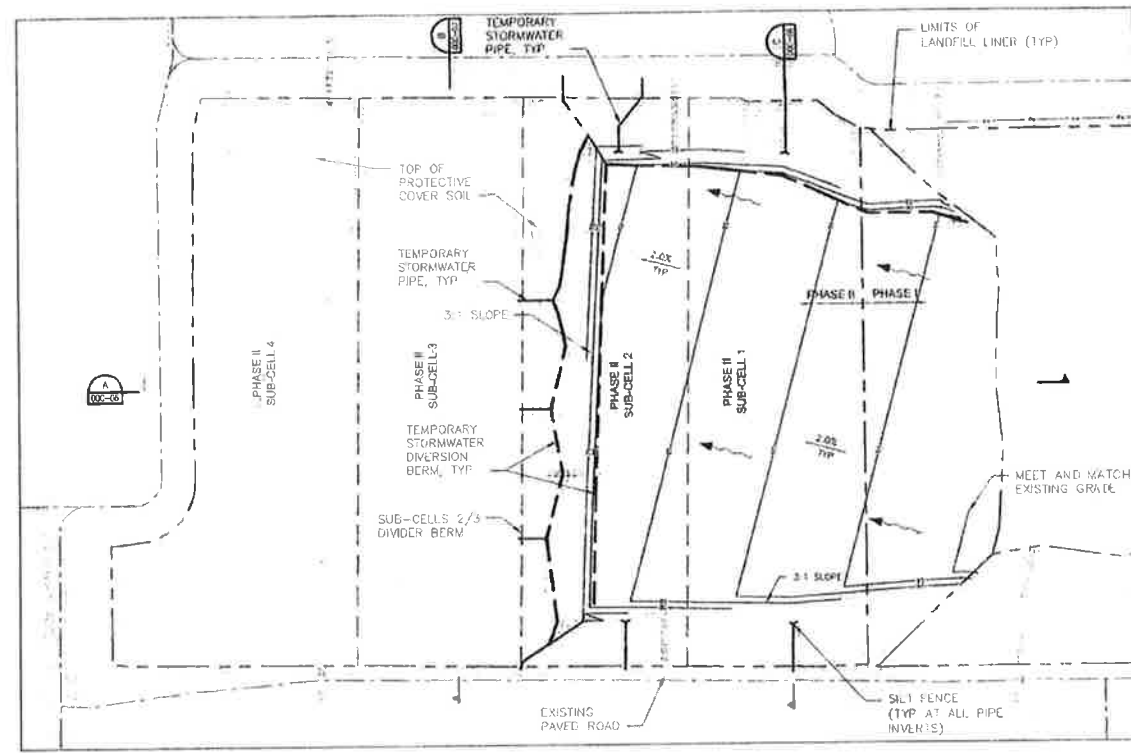 TEMPORARY
STORMWATER
PIPE, TYP
B
C
LIMITS OF
LANDFILL LINER (TYP)
TOP OF
PROTECTIVE
COVER SOIL
TEMPORARY
STORMWATER
PIPE, TYP
3:1 SLOPE
2.0%
TYP
PHASE II
PHASE I
A
00C-06
PHASE II
SUB-CELL 4
PHASE II
SUB-CELL 3
PHASE II
SUB-CELL 2
PHASE II
SUB-CELL 1
TEMPORARY
STORMWATER
DIVERSION
BERM, TYP
2.0%
TYP
MEET AND MATCH
EXISTING GRADE
SUB-CELLS 2/3
DIVIDER BERM
3:1 SLOPE
EXISTING
PAVED ROAD
SILT FENCE
(TYP AT ALL PIPE
INVERTS)